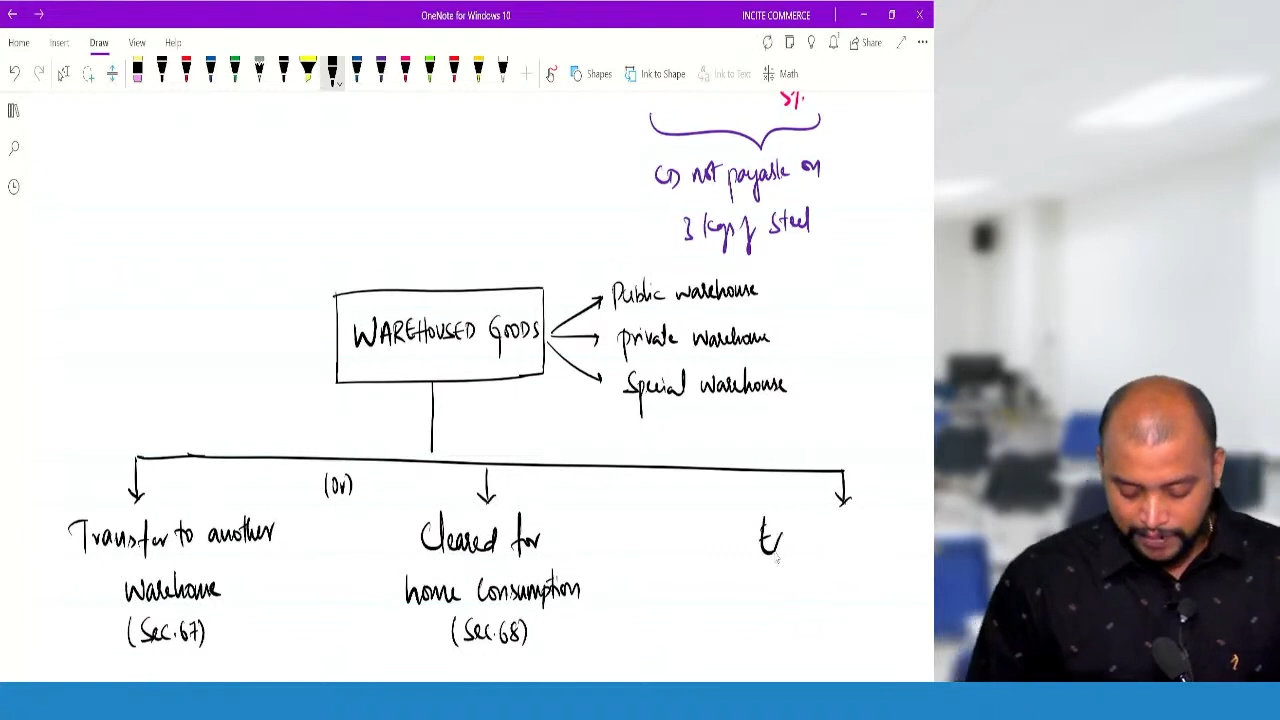 OneNote for Windows 10
INCITE COMMERCE
Home Insert Draw View Help
Share
Shapes
Ink to Shape
Ink to Text
Math
5%
CD not payable on
3 kgs of Steel
WAREHOUSED GOODS
Public warehouse
private warehouse
Special warehouse
(or)
Transfer to another
warehouse
(Sec.67)
Cleared for
home Consumption
(Sec.68)